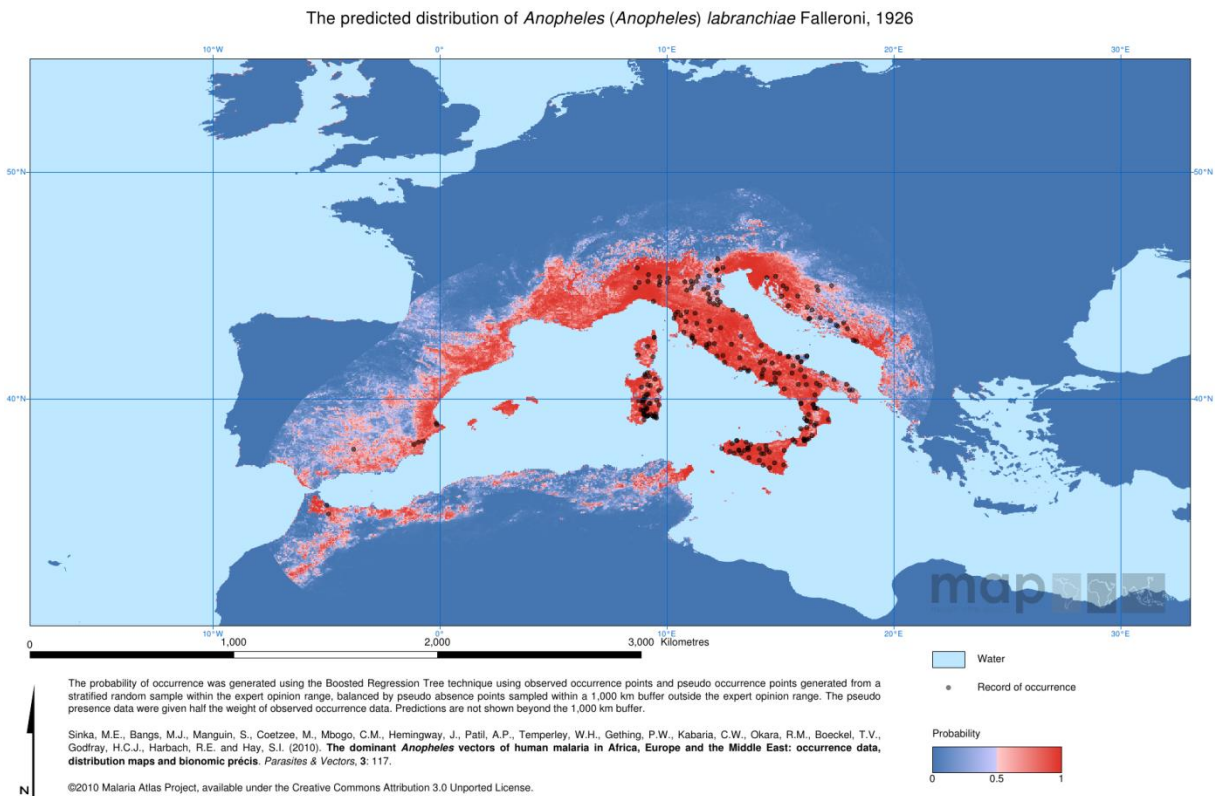 The predicted distribution of Anopheles (Anopheles) labranchiae Falleroni, 1926
10°W 0° 10°E 20°E 30°E
50°N 50°N
40°N 40°N
map
10°W 0° 10°E 20°E 30°E
0 1,000 2,000 3,000 Kilometres
Water
Record of occurrence
Probability
0 0.5 1
The probability of occurrence was generated using the Boosted Regression Tree technique using observed occurrence points and pseudo occurrence points generated from a
stratified random sample within the expert opinion range, balanced by pseudo absence points sampled within a 1,000 km buffer outside the expert opinion range. The pseudo
presence data were given half the weight of observed occurrence data. Predictions are not shown beyond the 1,000 km buffer.
Sinka, M.E., Bangs, M.J., Manguin, S., Coetzee, M., Mbogo, C.M., Hemingway, J., Patil, A.P., Temperley, W.H., Gething, P.W., Kabaria, C.W., Okara, R.M., Boeckel, T.V.,
Godfray, H.C.J., Harbach, R.E. and Hay, S.I. (2010). The dominant Anopheles vectors of human malaria in Africa, Europe and the Middle East: occurrence data,
distribution maps and bionomic précis. Parasites & Vectors, 3: 117.
©2010 Malaria Atlas Project, available under the Creative Commons Attribution 3.0 Unported License.
N